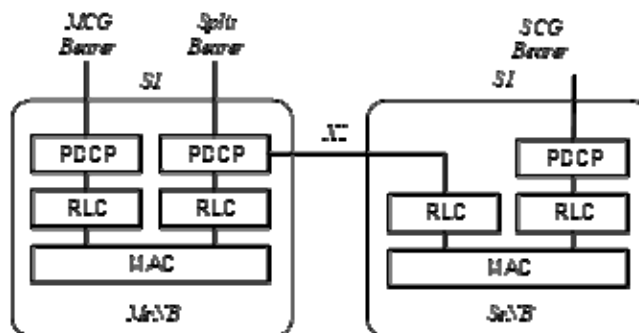 MCG Bearer
Split Bearer
SCG Bearer
S1
S1
X2
PDCP
PDCP
PDCP
RLC
RLC
RLC
RLC
MAC
MAC
MeNB
SeNB